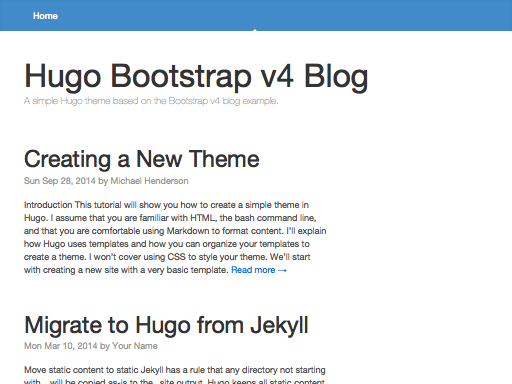 Home
Hugo Bootstrap v4 Blog
A simple Hugo theme based on the Bootstrap v4 blog example.
Creating a New Theme
Sun Sep 28, 2014 by Michael Henderson
Introduction This tutorial will show you how to create a simple theme in
Hugo. I assume that you are familiar with HTML, the bash command line,
and that you are comfortable using Markdown to format content. I'll explain
how Hugo uses templates and how you can organize your templates to
create a theme. I won't cover using CSS to style your theme. We'll start
with creating a new site with a very basic template. Read more →
Migrate to Hugo from Jekyll
Mon Mar 10, 2014 by Your Name
Move static content to static Jekyll has a rule that any directory not starting
with _ will be copied as-is to the _site output. Hugo keeps all static content